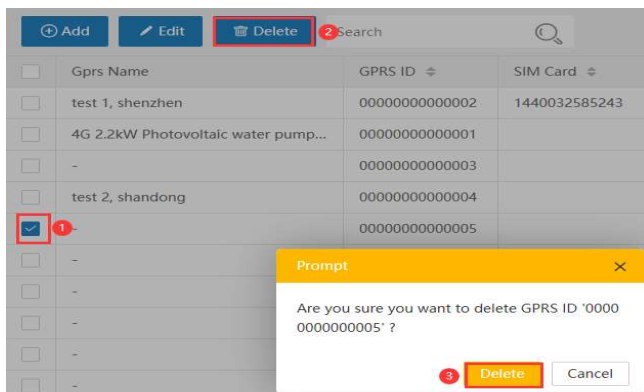 Add Edit Delete 2 Search
Gprs Name GPRS ID SIM Card
test 1, shenzhen 00000000000002 1440032585243
4G 2.2kW Photovoltaic water pump... 00000000000001
- 00000000000003
test 2, shandong 00000000000004
1 - 00000000000005
-
-
-
-
-
Prompt
Are you sure you want to delete GPRS ID '0000
0000000005' ?
3 Delete Cancel